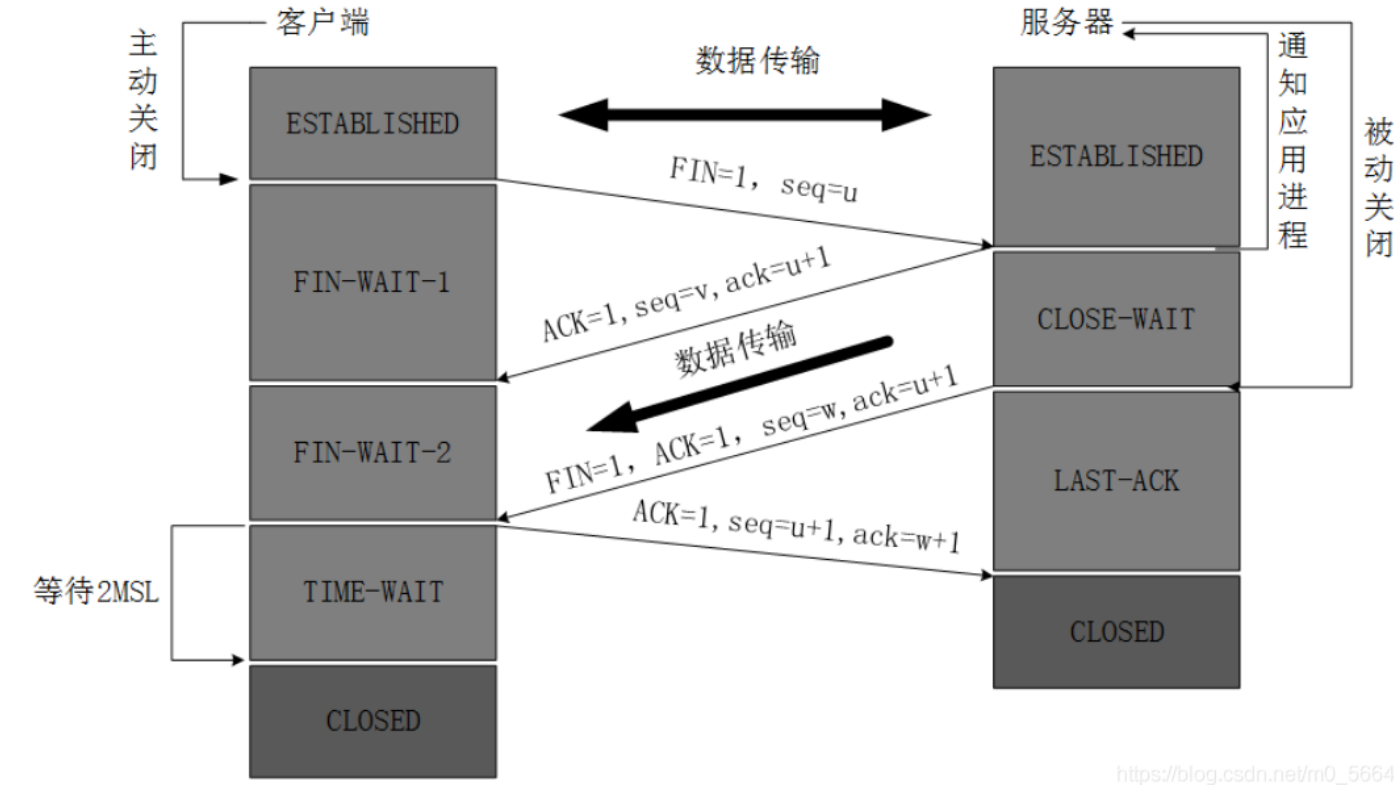 客户端
服务器
主动关闭
数据传输
通知应用进程
被动关闭
ESTABLISHED
ESTABLISHED
FIN=1, seq=u
FIN-WAIT-1
ACK=1,seq=v,ack=u+1
CLOSE-WAIT
数据传输
FIN=1, ACK=1, seq=w,ack=u+1
FIN-WAIT-2
LAST-ACK
ACK=1,seq=u+1,ack=w+1
等待2MSL
TIME-WAIT
CLOSED
CLOSED
https://blog.csdn.net/m0_5664